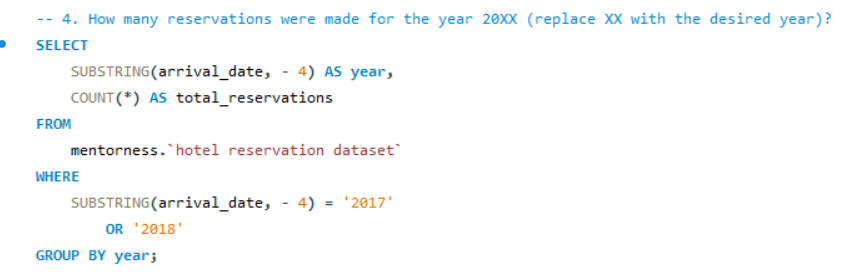 -- 4. How many reservations were made for the year 20XX (replace XX with the desired year)?
SELECT
SUBSTRING(arrival_date, - 4) AS year,
COUNT(*) AS total_reservations
FROM
mentorness.`hotel reservation dataset`
WHERE
SUBSTRING(arrival_date, - 4) = '2017'
OR '2018'
GROUP BY year;